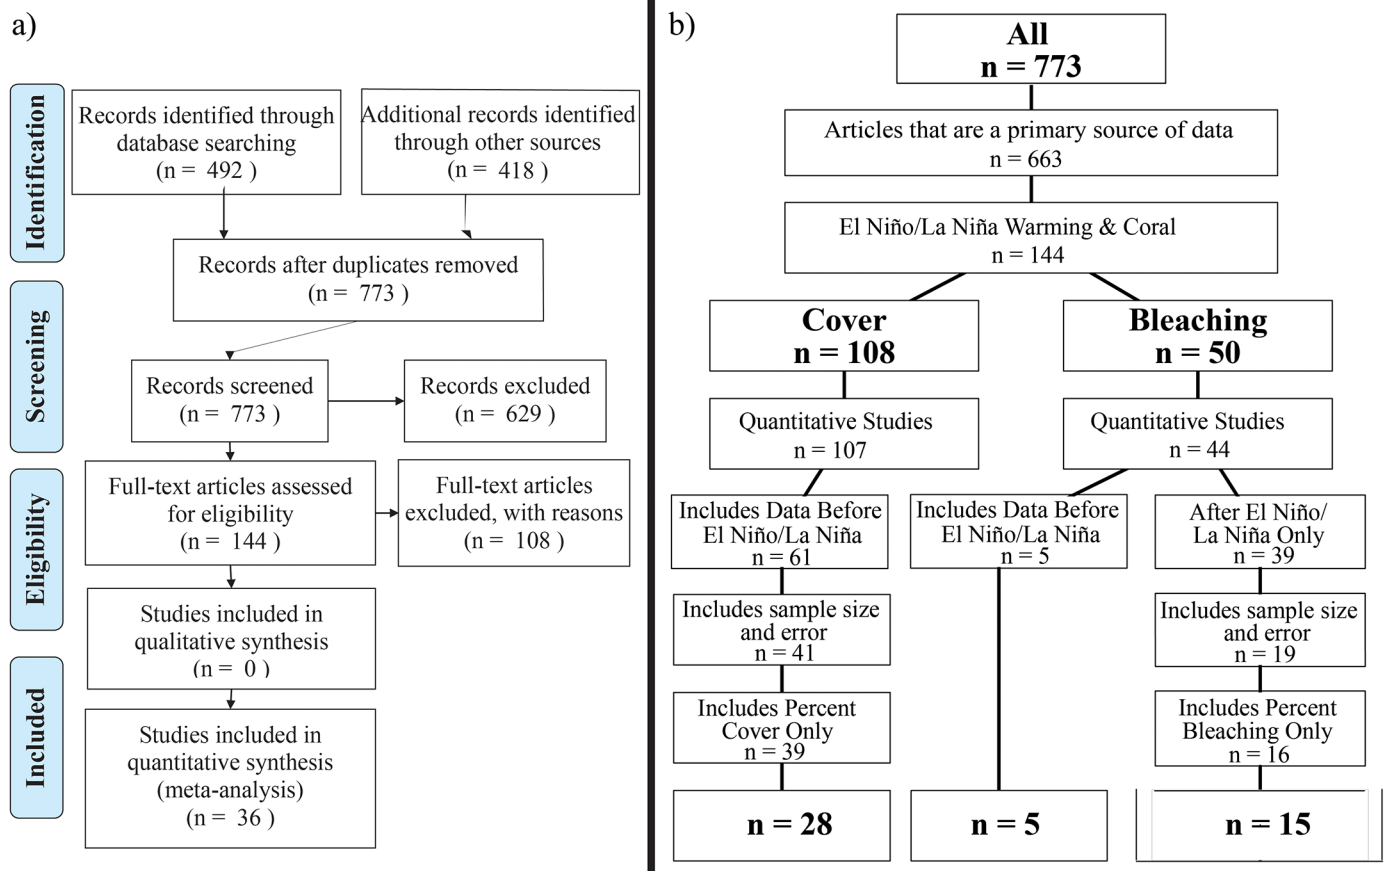 a)
Identification
Records identified through
database searching
(n = 492)
Additional records identified
through other sources
(n = 418 )
Records after duplicates removed
(n = 773 )
Screening
Records screened
(n = 773 )
Records excluded
(n = 629 )
Eligibility
Full-text articles assessed
for eligibility
(n = 144 )
Full-text articles
excluded, with reasons
(n = 108 )
Studies included in
qualitative synthesis
(n = 0 )
Included
Studies included in
quantitative synthesis
(meta-analysis)
(n = 36 )
b)
All
n = 773
Articles that are a primary source of data
n = 663
El Niño/La Niña Warming & Coral
n = 144
Cover
n = 108
Bleaching
n = 50
Quantitative Studies
n = 107
Quantitative Studies
n = 44
Includes Data Before
El Niño/La Niña
n = 61
Includes Data Before
El Niño/La Niña
n = 5
After El Niño/
La Niña Only
n = 39
Includes sample size
and error
n = 41
Includes sample size
and error
n = 19
Includes Percent
Cover Only
n = 39
Includes Percent
Bleaching Only
n = 16
n = 28
n = 5
n = 15